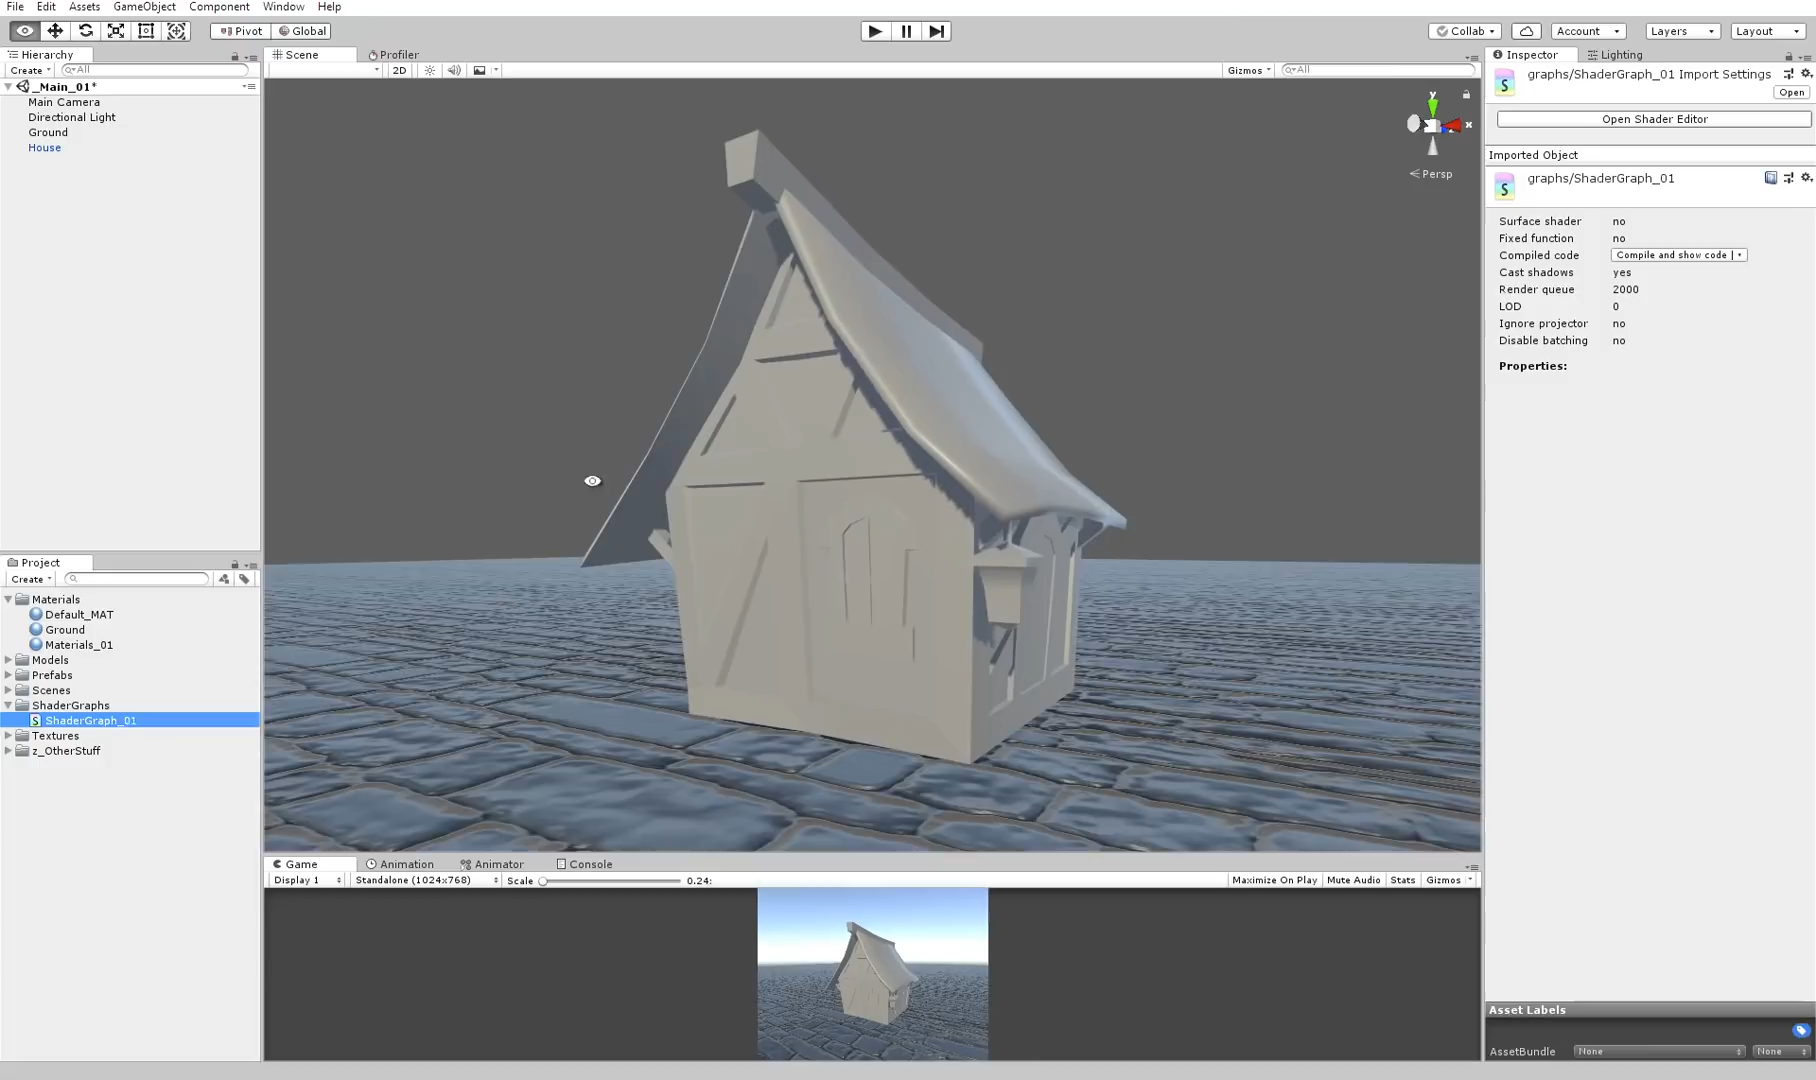 File Edit Assets GameObject Component Window Help
Pivot Global Collab Account Layers Layout
Hierarchy
Create All
_Main_01*
Main Camera
Directional Light
Ground
House
Scene Profiler
2D Gizmos All
y
x
Persp
Inspector Lighting
graphs/ShaderGraph_01 Import Settings
Open
Open Shader Editor
Imported Object
graphs/ShaderGraph_01
Surface shader no
Fixed function no
Compiled code Compile and show code
Cast shadows yes
Render queue 2000
LOD 0
Ignore projector no
Disable batching no
Properties:
Project
Create
Materials
Default_MAT
Ground
Materials_01
Models
Prefabs
Scenes
ShaderGraphs
ShaderGraph_01
Textures
z_OtherStuff
Game Animation Animator Console
Display 1 Standalone (1024x768) Scale 0.24: Maximize On Play Mute Audio Stats Gizmos
Asset Labels
AssetBundle None None